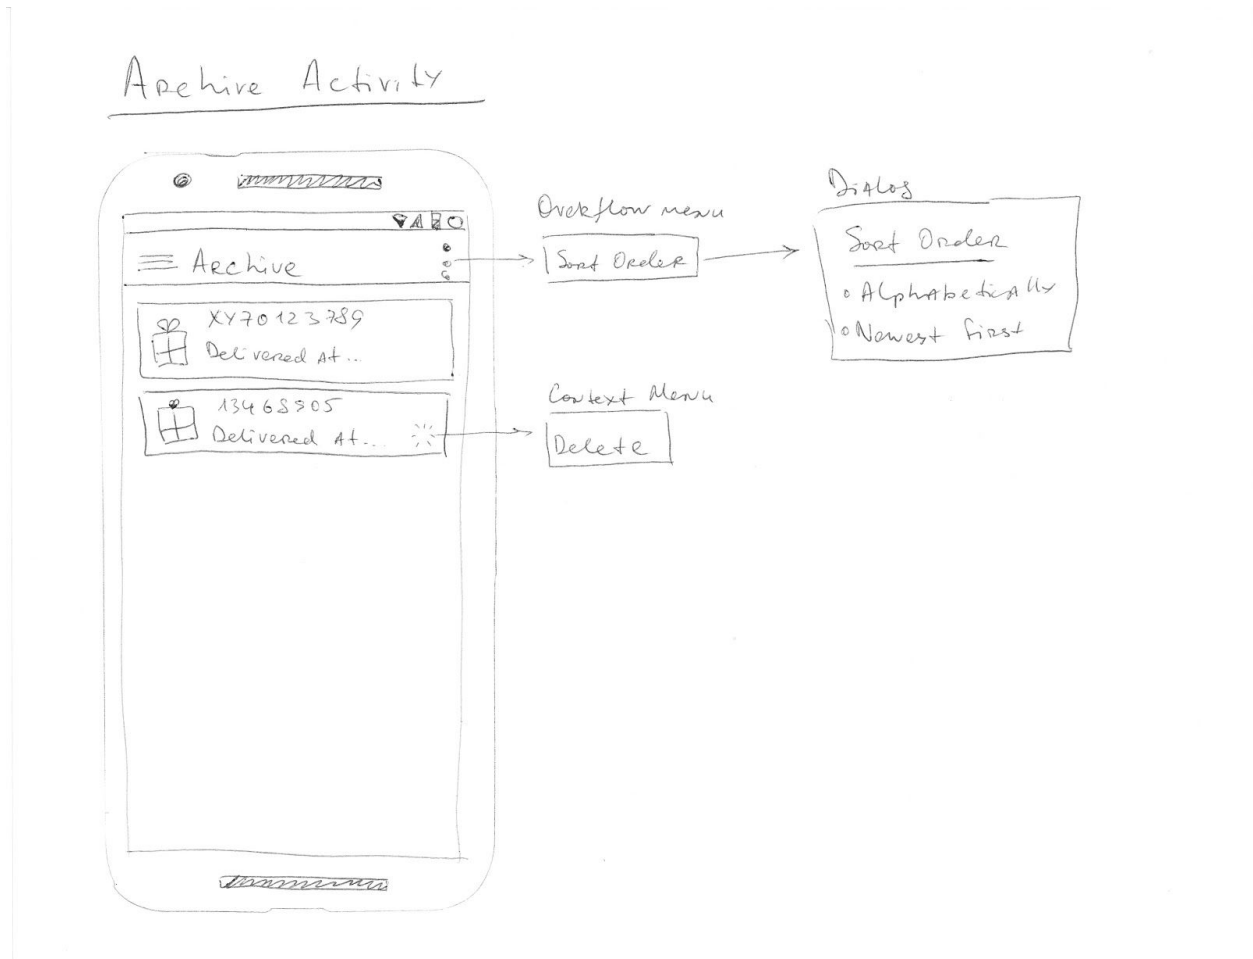 Archive Activity
Archive
XY70123789
Delivered At...
Delivered At...
Overflow menu
Sort Order
Context Menu
Delete
Dialog
Sort Order
Alphabetically
Newest first